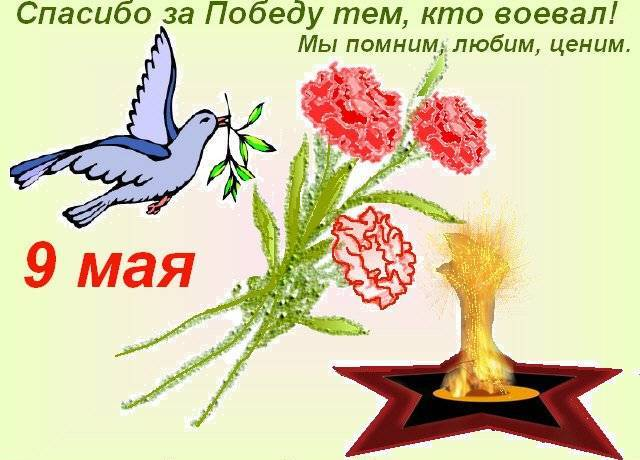 Спасибо за Победу тем, кто воевал!
Мы помним, любим, ценим.
9 мая